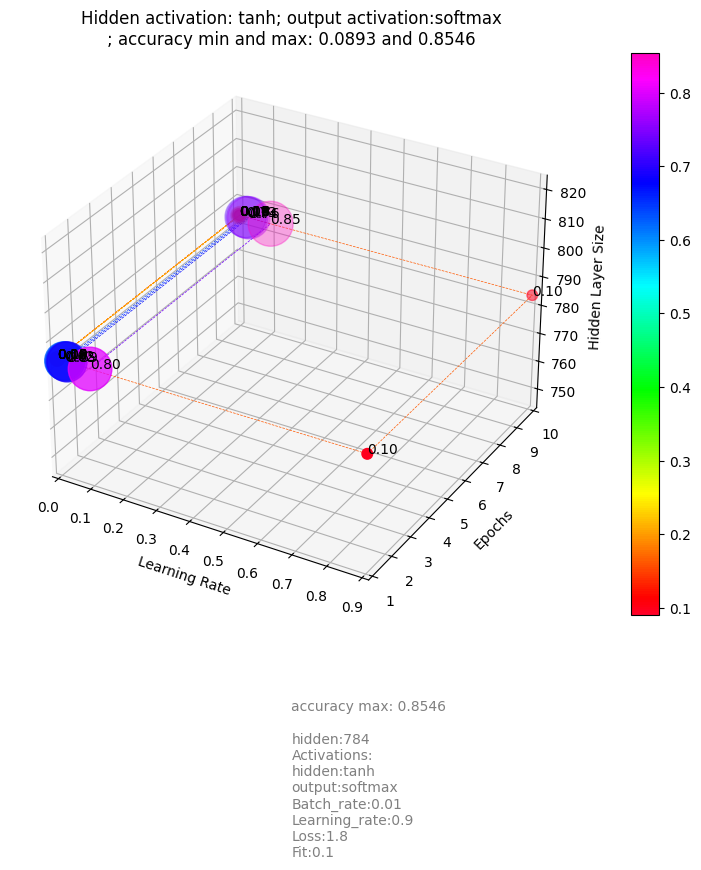 Hidden activation: tanh; output activation:softmax
; accuracy min and max: 0.0893 and 0.8546
0.85
0.10
0.80
0.10
820
810
800
790
780
770
760
750
Hidden Layer Size
0.0
0.1
0.2
0.3
0.4
0.5
0.6
0.7
0.8
0.9
Learning Rate
1
2
3
4
5
6
7
8
9
10
Epochs
0.8
0.7
0.6
0.5
0.4
0.3
0.2
0.1
accuracy max: 0.8546
hidden:784
Activations:
hidden:tanh
output:softmax
Batch_rate:0.01
Learning_rate:0.9
Loss:1.8
Fit:0.1